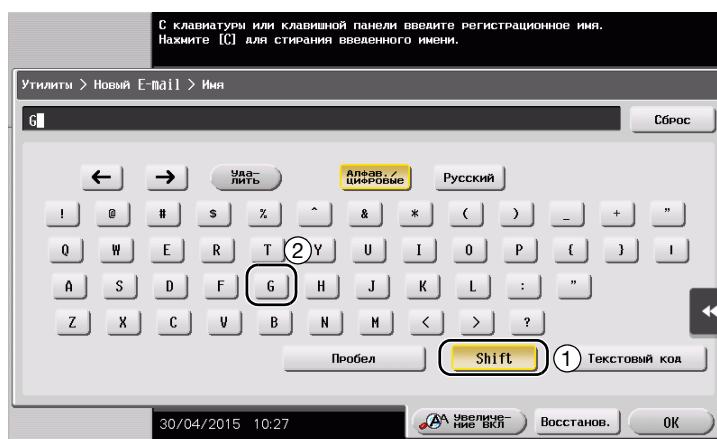 С клавиатуры или клавишной панели введите регистрационное имя.
Нажмите [C] для стирания введенного имени.
Утилиты > Новый E-mail > Имя
G
Сброс
← → Уда-
лить
Алфав./
цифровые
Русский
! @ # $ % ^ & * ( ) _ + "
Q W E R T ② Y U I O P { } |
A S D F G H J K L : "
Z X C V B N M < > ?
Пробел Shift ① Текстовый код
30/04/2015 10:27
Увеличе-
ние вкл
Восстанов.
OK